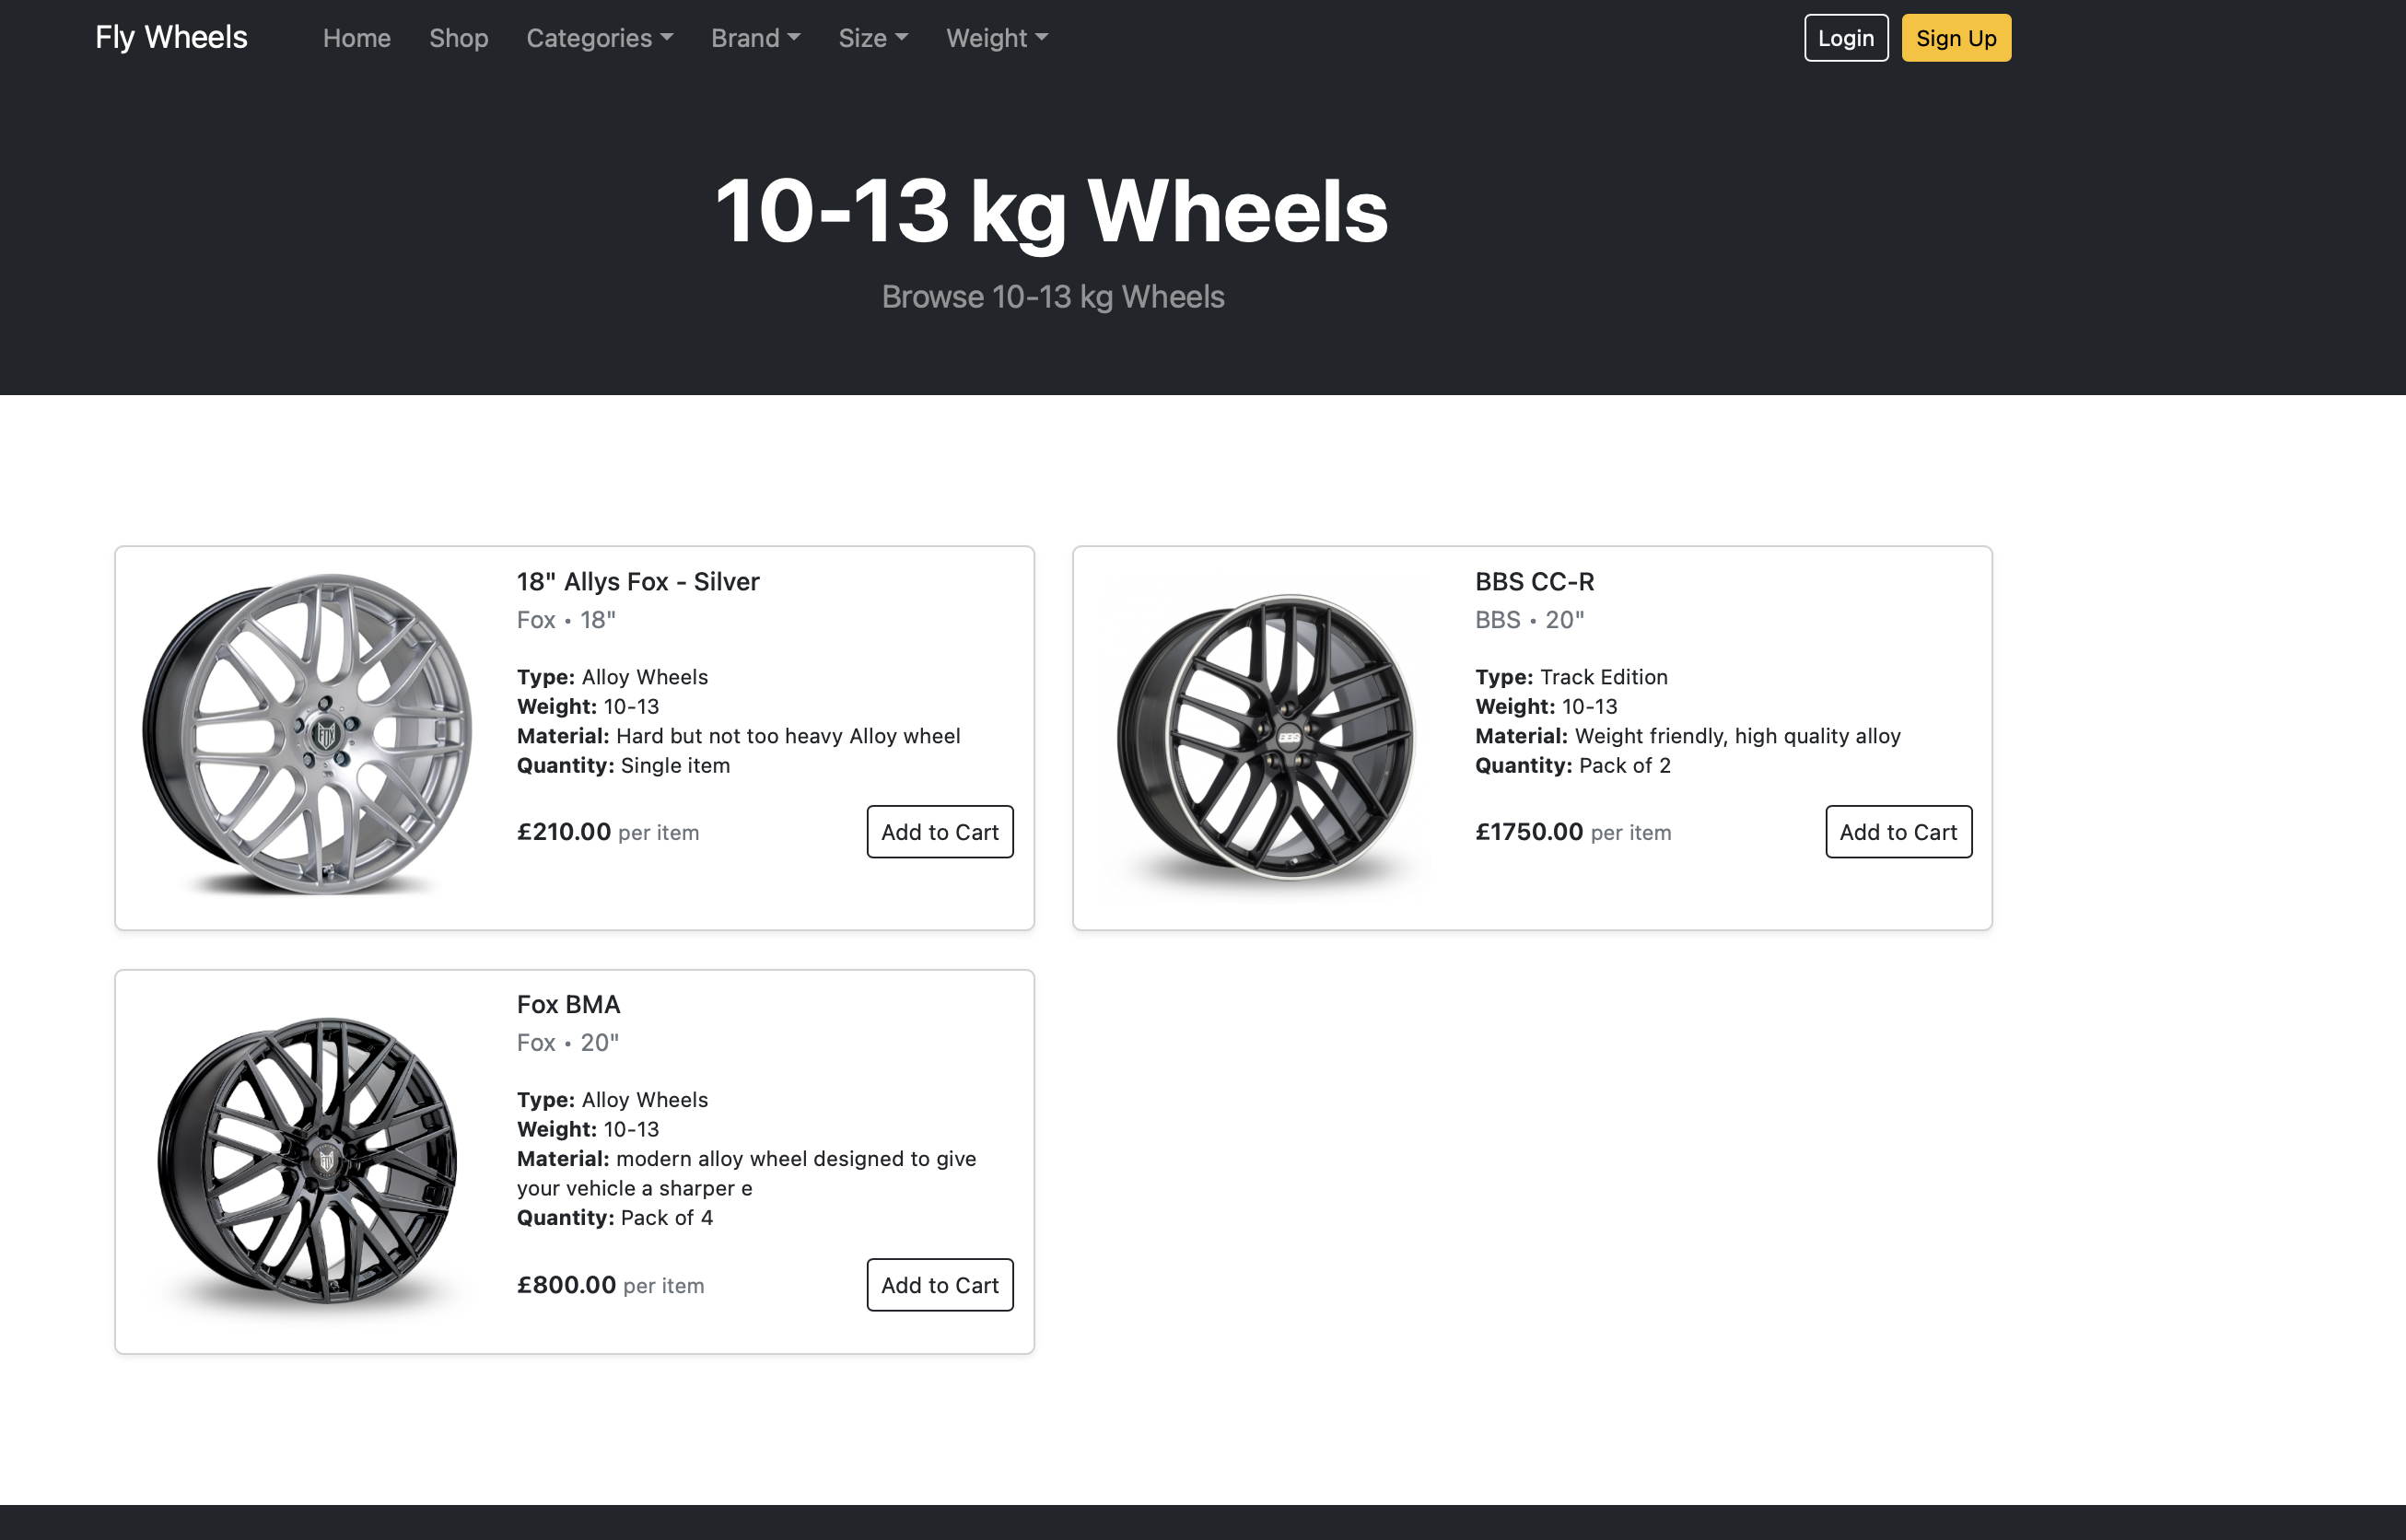 Fly Wheels Home Shop Categories Brand Size Weight Login Sign Up
10-13 kg Wheels
Browse 10-13 kg Wheels
18" Allys Fox - Silver
Fox • 18"
Type: Alloy Wheels
Weight: 10-13
Material: Hard but not too heavy Alloy wheel
Quantity: Single item
£210.00 per item Add to Cart
FOX
BBS CC-R
BBS • 20"
Type: Track Edition
Weight: 10-13
Material: Weight friendly, high quality alloy
Quantity: Pack of 2
£1750.00 per item Add to Cart
BBS
Fox BMA
Fox • 20"
Type: Alloy Wheels
Weight: 10-13
Material: modern alloy wheel designed to give
your vehicle a sharper e
Quantity: Pack of 4
£800.00 per item Add to Cart
FOX